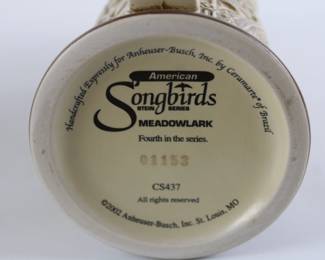 Handcrafted Expressly for Anheuser-Busch, Inc. by Ceramarte of Brazil
American
Songbirds
STEIN SERIES
MEADOWLARK
Fourth in the series.
01153
CS437
All rights reserved
©2002 Anheuser-Busch, Inc. St. Louis, MO